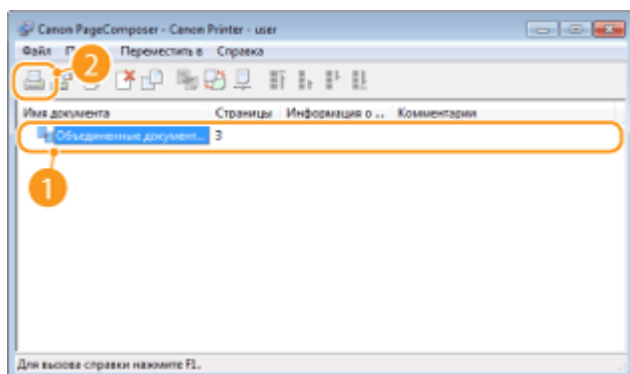 Canon PageComposer - Canon Printer - user
Файл Переместить в Справка
2
Имя документа Страницы Информация о ... Комментарии
Объединенные документ... 3
1
Для вызова справки нажмите F1.